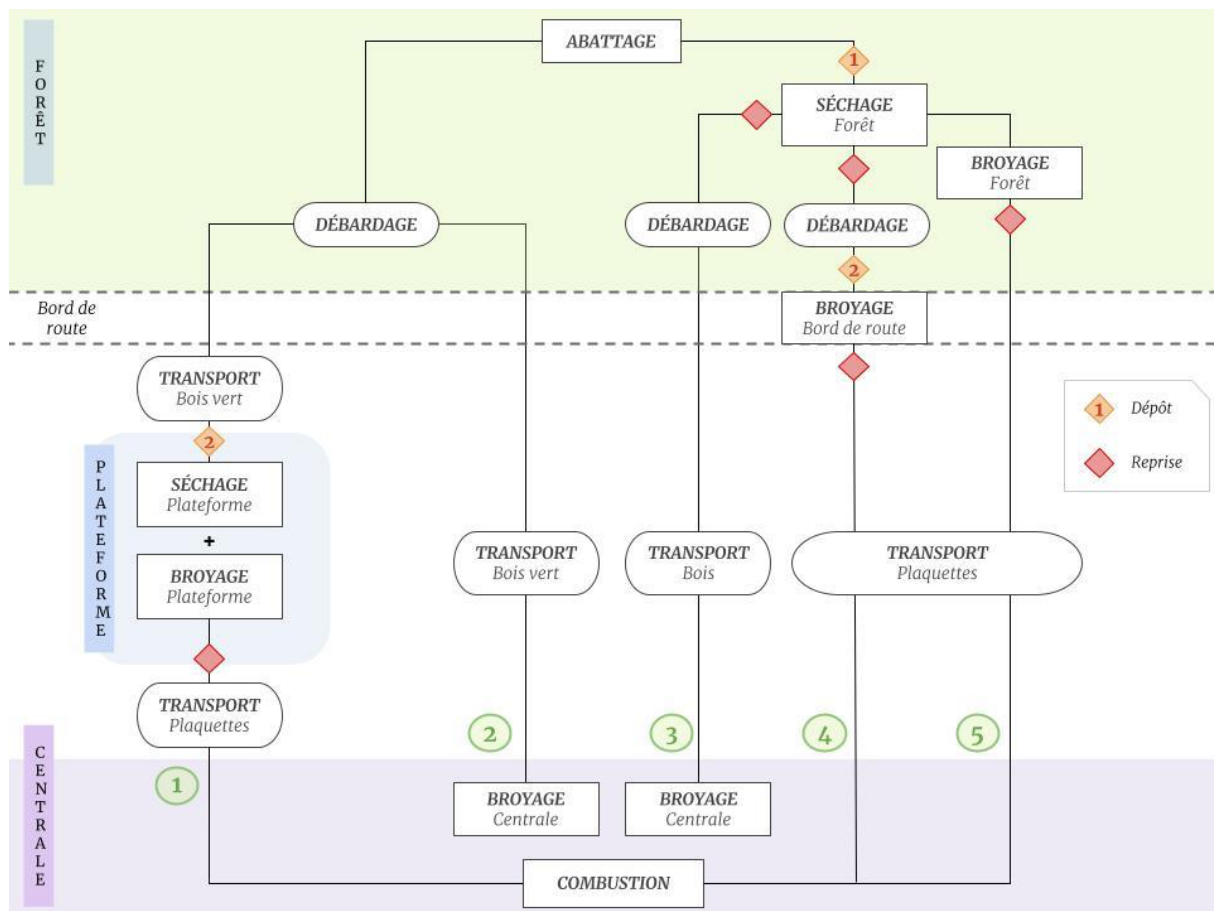 ABATTAGE
FORÊT
1
SÉCHAGE
Forêt
BROYAGE
Forêt
DÉBARDAGE
DÉBARDAGE
DÉBARDAGE
2
Bord de
route
BROYAGE
Bord de route
TRANSPORT
Bois vert
1 Dépôt
Reprise
2
PLATEFORME
SÉCHAGE
Plateforme
+
BROYAGE
Plateforme
TRANSPORT
Bois vert
TRANSPORT
Bois
TRANSPORT
Plaquettes
TRANSPORT
Plaquettes
1
2
3
4
5
CENTRALE
BROYAGE
Centrale
BROYAGE
Centrale
COMBUSTION